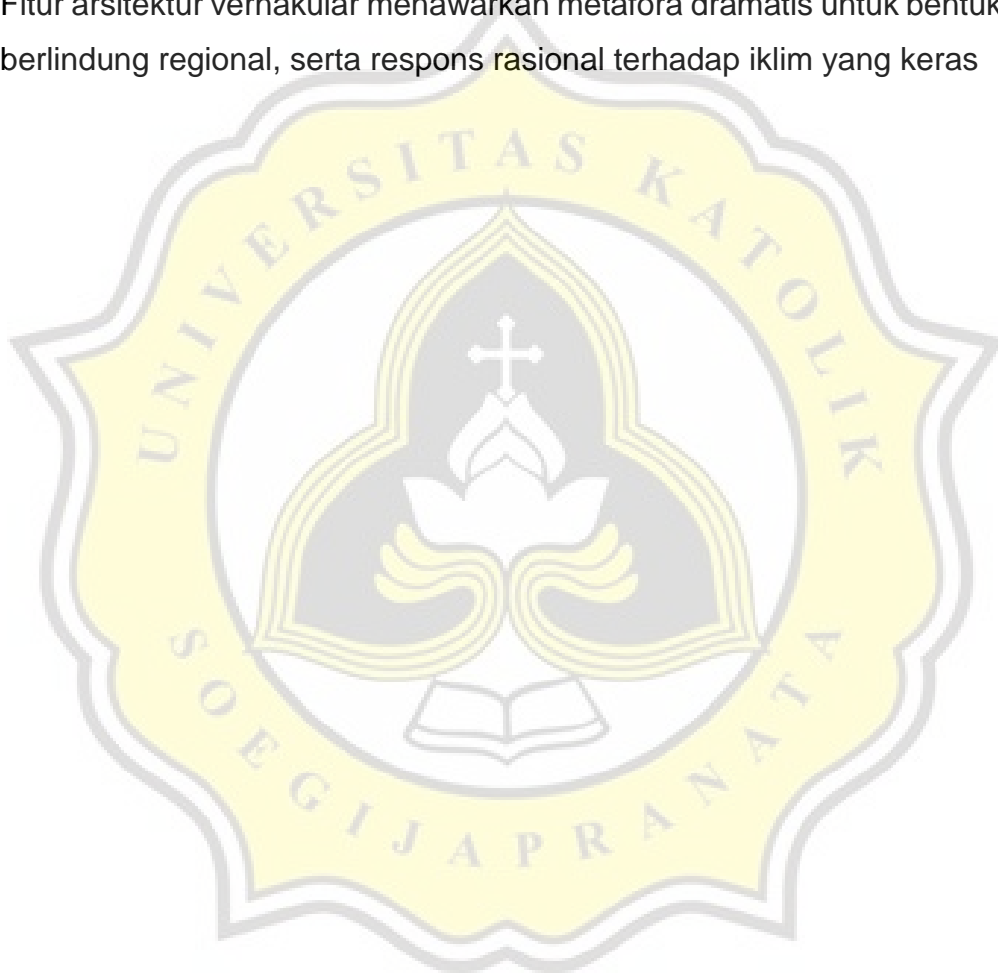 Fitur arsitektur vernakular menawarkan metafora dramatis untuk bentuk
berlindung regional, serta respons rasional terhadap iklim yang keras
UNIVERSITAS KATOLIK
SOEGIJAPRANATA